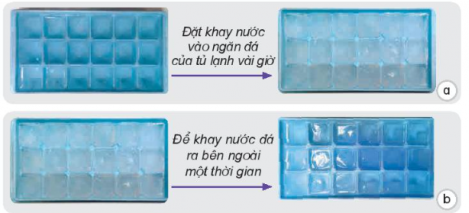 Đặt khay nước
vào ngăn đá
của tủ lạnh vài giờ
a
Để khay nước đá
ra bên ngoài
một thời gian
b